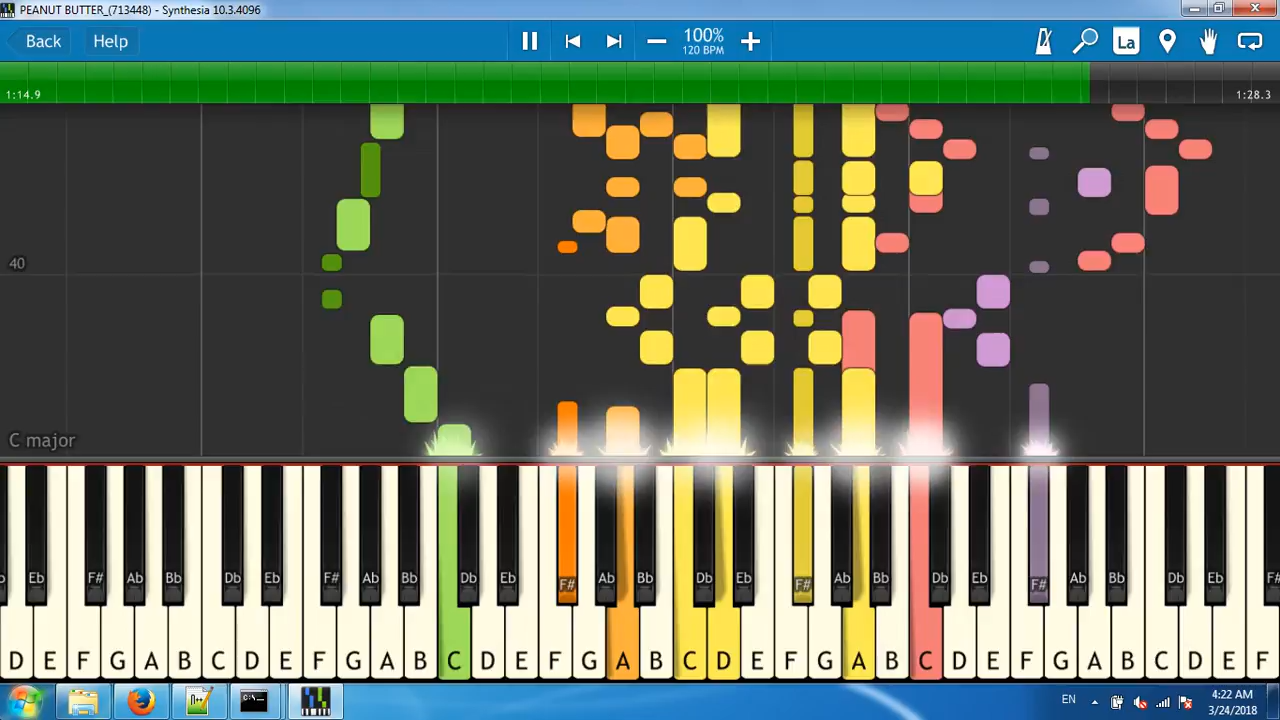 PEANUT BUTTER_(713448) - Synthesia 10.3.4096
Back Help 100% La
120 BPM
1:14.9 1:28.3
40
C major
Eb F# Ab Bb Db Eb F# Ab Bb Db Eb F# Ab Bb Db Eb F# Ab Bb Db Eb F# Ab Bb Db Eb F#
D E F G A B C D E F G A B C D E F G A B C D E F G A B C D E F G A B C D E F
EN 4:22 AM
3/24/2018